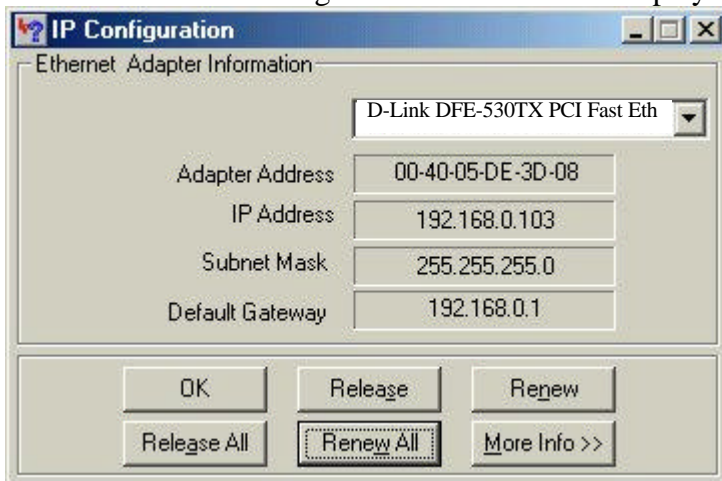 IP Configuration
Ethernet Adapter Information
D-Link DFE-530TX PCI Fast Eth
Adapter Address 00-40-05-DE-3D-08
IP Address 192.168.0.103
Subnet Mask 255.255.255.0
Default Gateway 192.168.0.1
OK Release Renew
Release All Renew All More Info >>